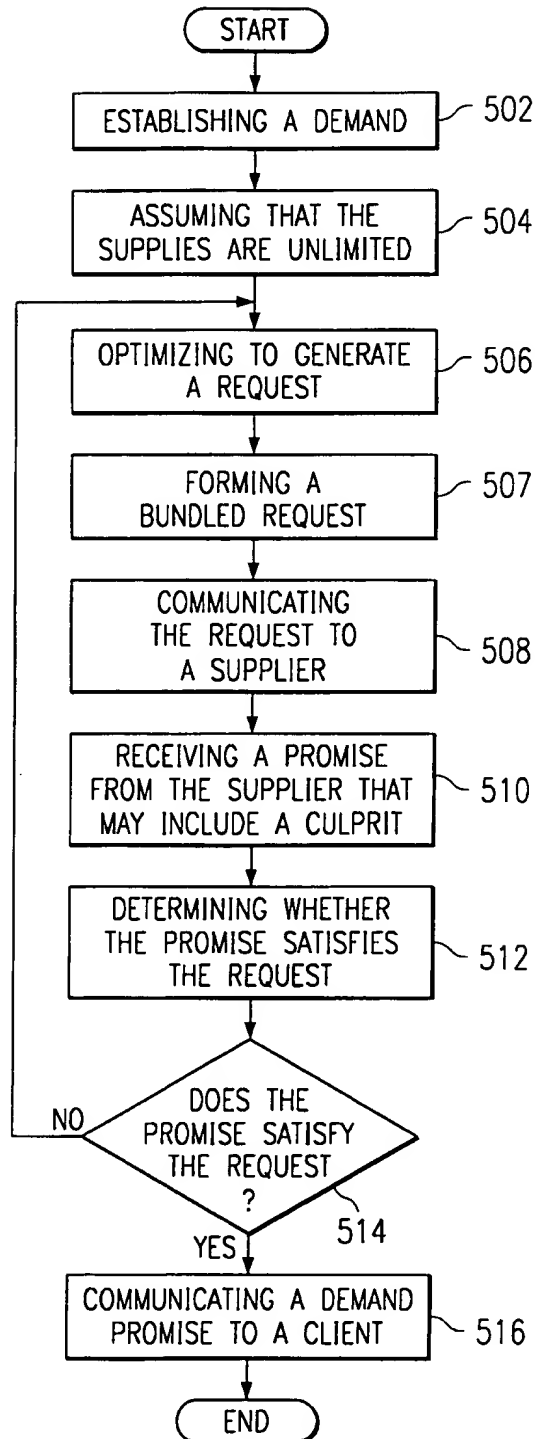 START
ESTABLISHING A DEMAND
502
ASSUMING THAT THE
SUPPLIES ARE UNLIMITED
504
OPTIMIZING TO GENERATE
A REQUEST
506
FORMING A
BUNDLED REQUEST
507
COMMUNICATING
THE REQUEST TO
A SUPPLIER
508
RECEIVING A PROMISE
FROM THE SUPPLIER THAT
MAY INCLUDE A CULPRIT
510
DETERMINING WHETHER
THE PROMISE SATISFIES
THE REQUEST
512
NO
DOES THE
PROMISE SATISFY
THE REQUEST
?
514
YES
COMMUNICATING A DEMAND
PROMISE TO A CLIENT
516
END